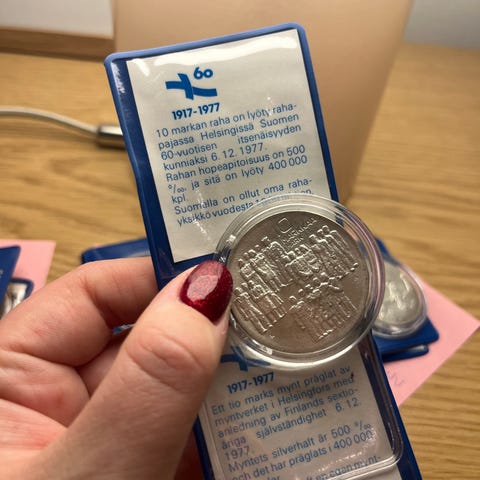 60
1917-1977
10 markan raha on lyöty raha-
pajassa Helsingissä Suomen
60-vuotisen itsenäisyyden
kunniaksi 6.12.1977.
Rahan hopeapitoisuus on 500
‰, ja sitä on lyöty 400 000
kpl.
Suomalla on ollut oma raha-
yksikkö vuodesta
1917-1977
Ett tio marks mynt präglat av
myntverket i Helsingfors med
anledning av Finlands sextio-
åriga självständighet 6.12.
1977.
Myntets silverhalt är 500 ‰
och det har präglats i 400 000